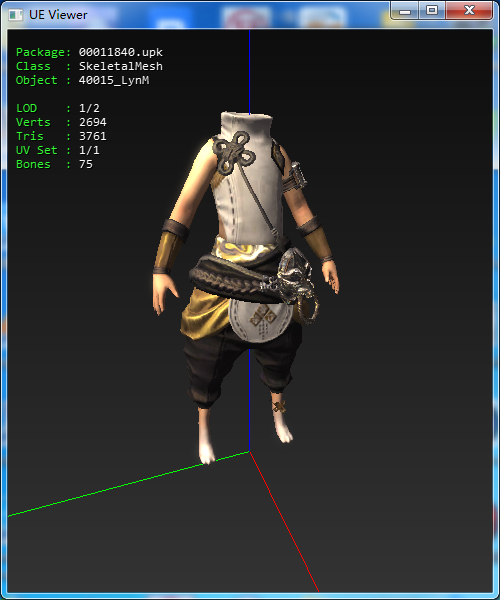 UE Viewer
Package: 00011840.upk
Class : SkeletalMesh
Object : 40015_LynM
LOD : 1/2
Verts : 2694
Tris : 3761
UV Set : 1/1
Bones : 75